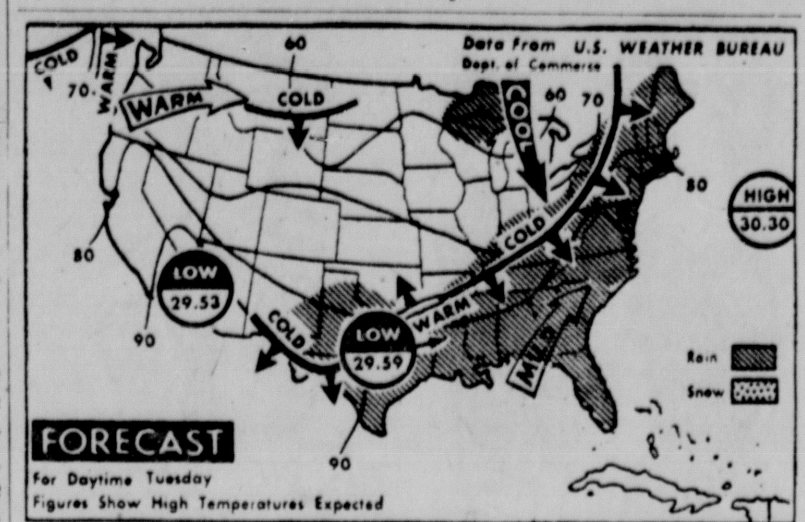 Data From U.S. WEATHER BUREAU
Dept. of Commerce
COLD
WARM
70
WARM
60
COLD
COOL
60
70
80
HIGH
30.30
COLD
80
LOW
29.53
90
COLD
LOW
29.59
WARM
MILD
Rain
Snow
90
FORECAST
For Daytime Tuesday
Figures Show High Temperatures Expected